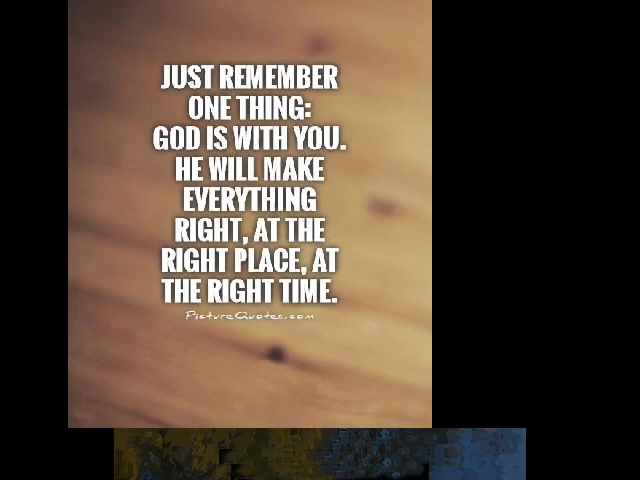 JUST REMEMBER
ONE THING:
GOD IS WITH YOU.
HE WILL MAKE
EVERYTHING
RIGHT, AT THE
RIGHT PLACE, AT
THE RIGHT TIME.
PictureQuotes.com